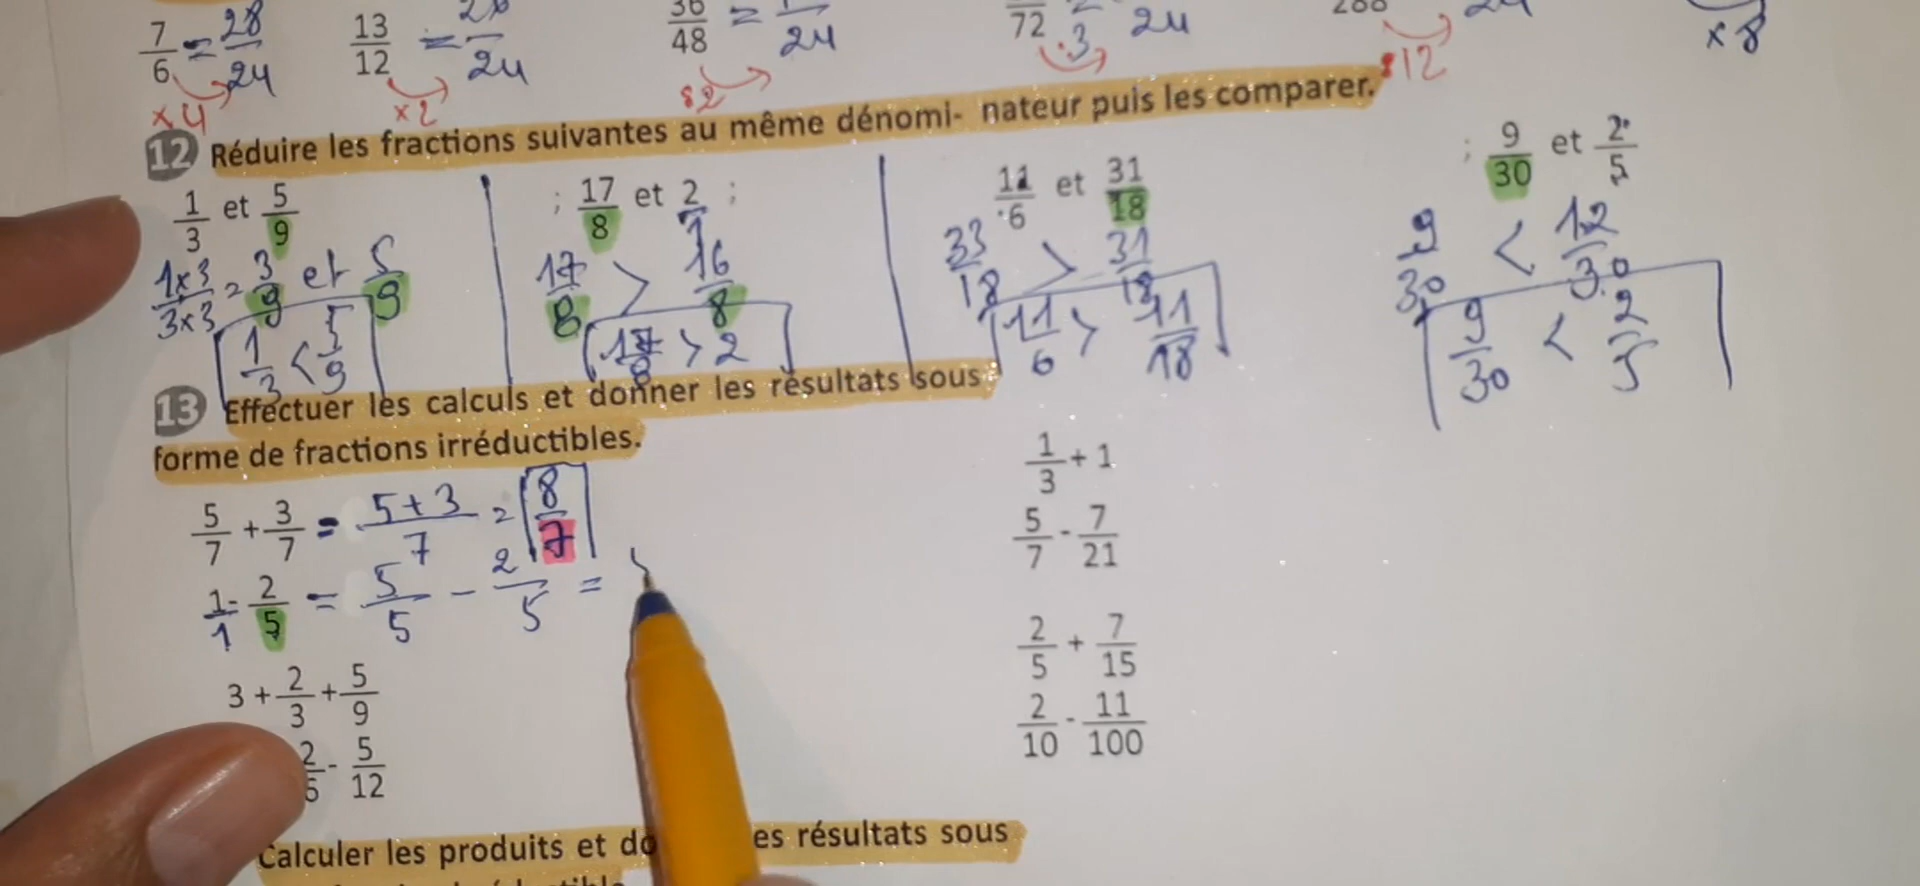 7/6 = 28/24 13/12 = /24 36/48 = /24 72 24
×4 ×2 :2 :3 :12 ×8
12 Réduire les fractions suivantes au même dénomi- nateur puis les comparer.
1/3 et 5/9 ; 17/8 et 2/1 ; 11/6 et 31/18 ; 9/30 et 2/5
1×3/3×3 = 3/9 et 5/9 17/8 > 16/8 33/18 > 31/18 9/30 < 12/30
1/3 < 5/9 17/8 > 2 11/6 > 11/18 9/30 < 2/5
13 Effectuer les calculs et donner les résultats sous
forme de fractions irréductibles.
5/7 + 3/7 = 5+3/7 = 8/7 1/3 + 1
1/1 - 2/5 = 5/5 - 2/5 = 5/7 - 7/21
3 + 2/3 + 5/9 2/5 + 7/15
- 5/12 2/10 - 11/100
Calculer les produits et es résultats sous